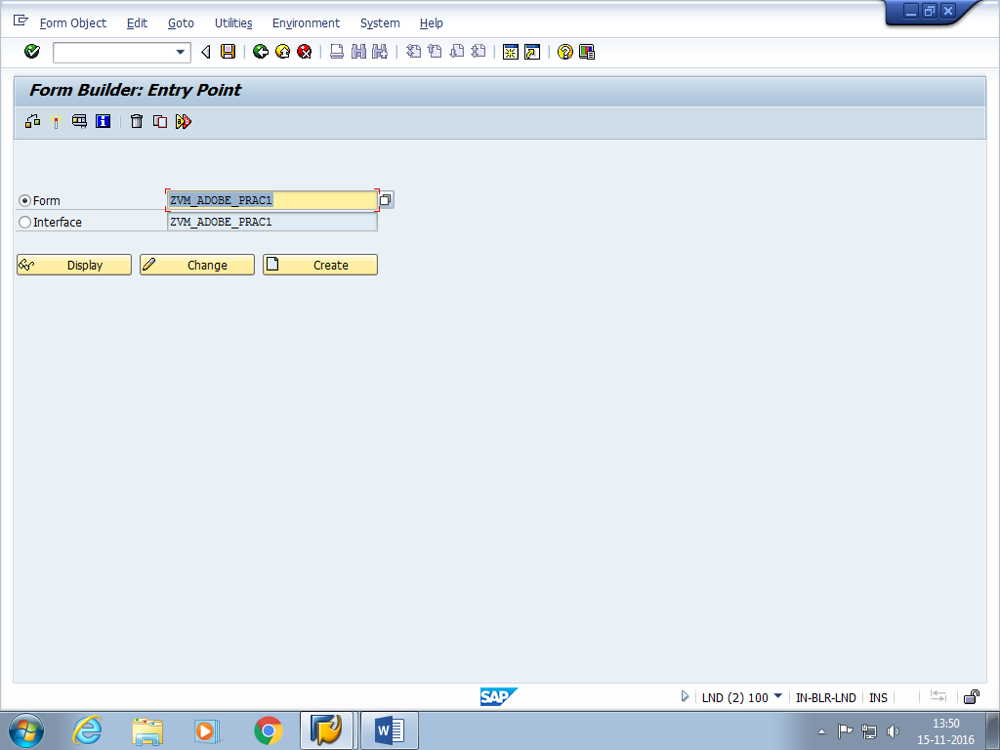 Form Object Edit Goto Utilities Environment System Help
Form Builder: Entry Point
Form ZVM_ADOBE_PRAC1
Interface ZVM_ADOBE_PRAC1
Display Change Create
SAP LND (2) 100 IN-BLR-LND INS
13:50
15-11-2016